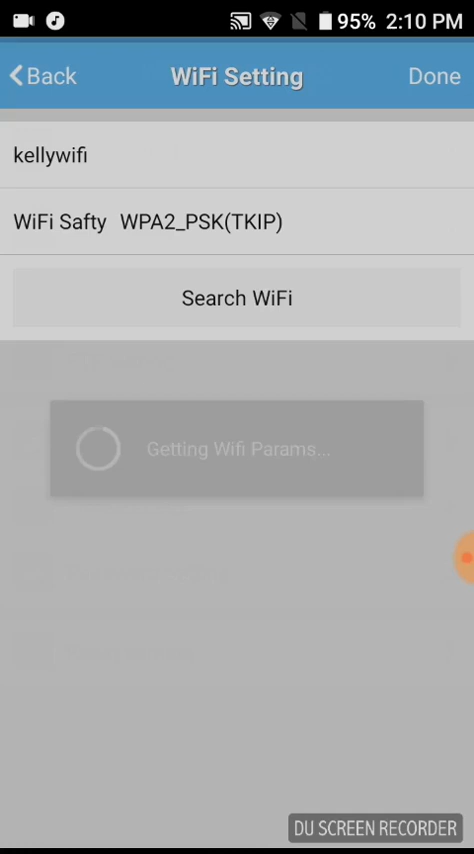 95% 2:10 PM
Back WiFi Setting Done
kellywifi
WiFi Safty WPA2_PSK(TKIP)
Search WiFi
Getting Wifi Params...
DU SCREEN RECORDER